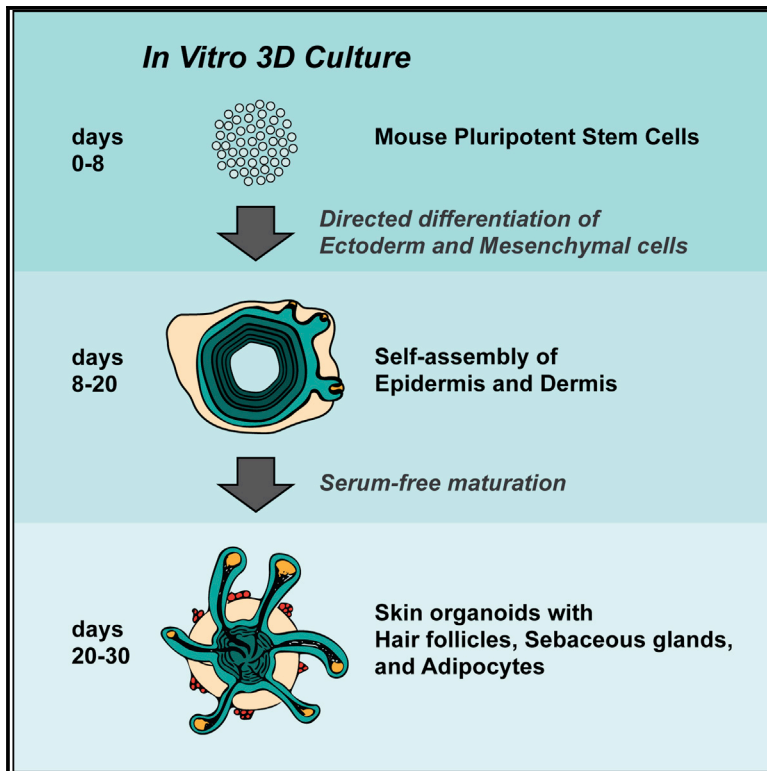 In Vitro 3D Culture
days
0-8
Mouse Pluripotent Stem Cells
Directed differentiation of
Ectoderm and Mesenchymal cells
days
8-20
Self-assembly of
Epidermis and Dermis
Serum-free maturation
days
20-30
Skin organoids with
Hair follicles, Sebaceous glands,
and Adipocytes